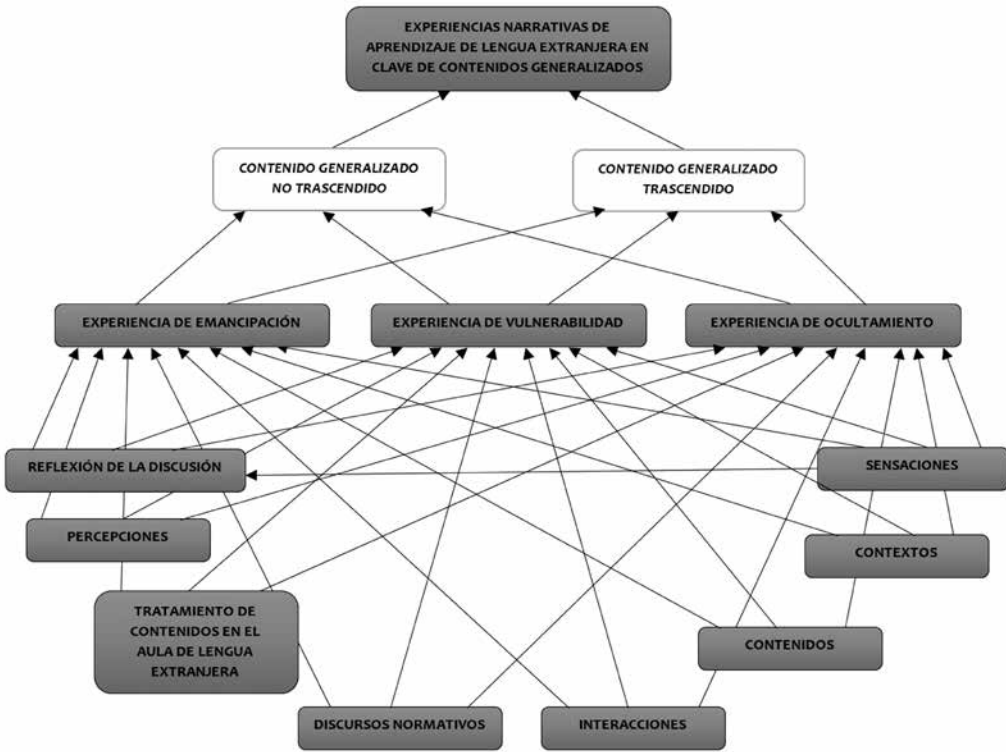 EXPERIENCIAS NARRATIVAS DE
APRENDIZAJE DE LENGUA EXTRANJERA EN
CLAVE DE CONTENIDOS GENERALIZADOS
CONTENIDO GENERALIZADO
NO TRASCENDIDO
CONTENIDO GENERALIZADO
TRASCENDIDO
EXPERIENCIA DE EMANCIPACIÓN
EXPERIENCIA DE VULNERABILIDAD
EXPERIENCIA DE OCULTAMIENTO
REFLEXIÓN DE LA DISCUSIÓN
SENSACIONES
PERCEPCIONES
CONTEXTOS
TRATAMIENTO DE
CONTENIDOS EN EL
AULA DE LENGUA
EXTRANJERA
CONTENIDOS
DISCURSOS NORMATIVOS
INTERACCIONES